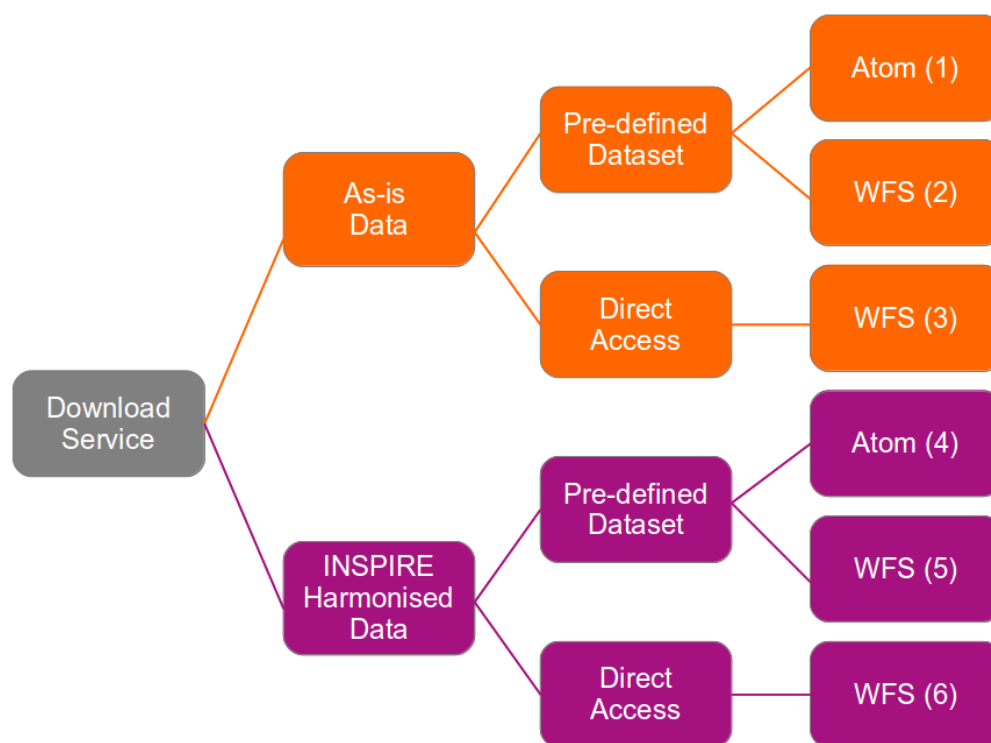 Download
Service
As-is
Data
Pre-defined
Dataset
Atom (1)
WFS (2)
Direct
Access
WFS (3)
INSPIRE
Harmonised
Data
Pre-defined
Dataset
Atom (4)
WFS (5)
Direct
Access
WFS (6)